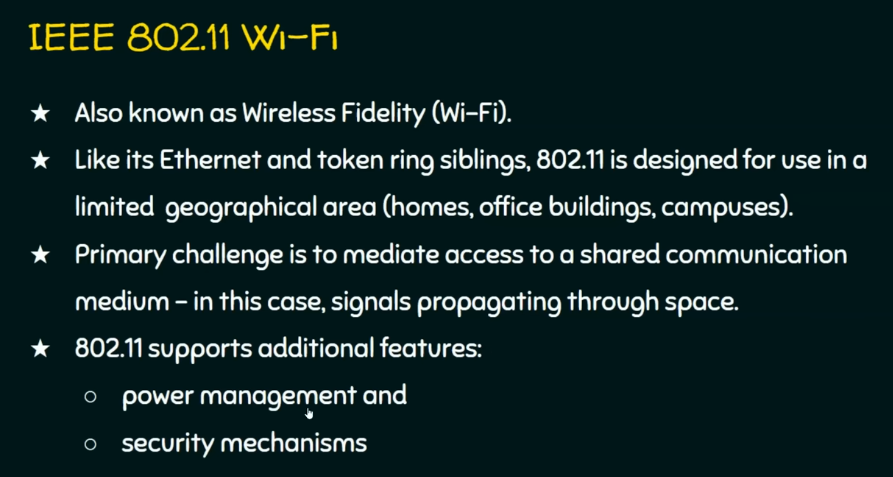 IEEE 802.11 Wi-Fi
★ Also known as Wireless Fidelity (Wi-Fi).
★ Like its Ethernet and token ring siblings, 802.11 is designed for use in a
limited geographical area (homes, office buildings, campuses).
★ Primary challenge is to mediate access to a shared communication
medium – in this case, signals propagating through space.
★ 802.11 supports additional features:
○ power management and
○ security mechanisms